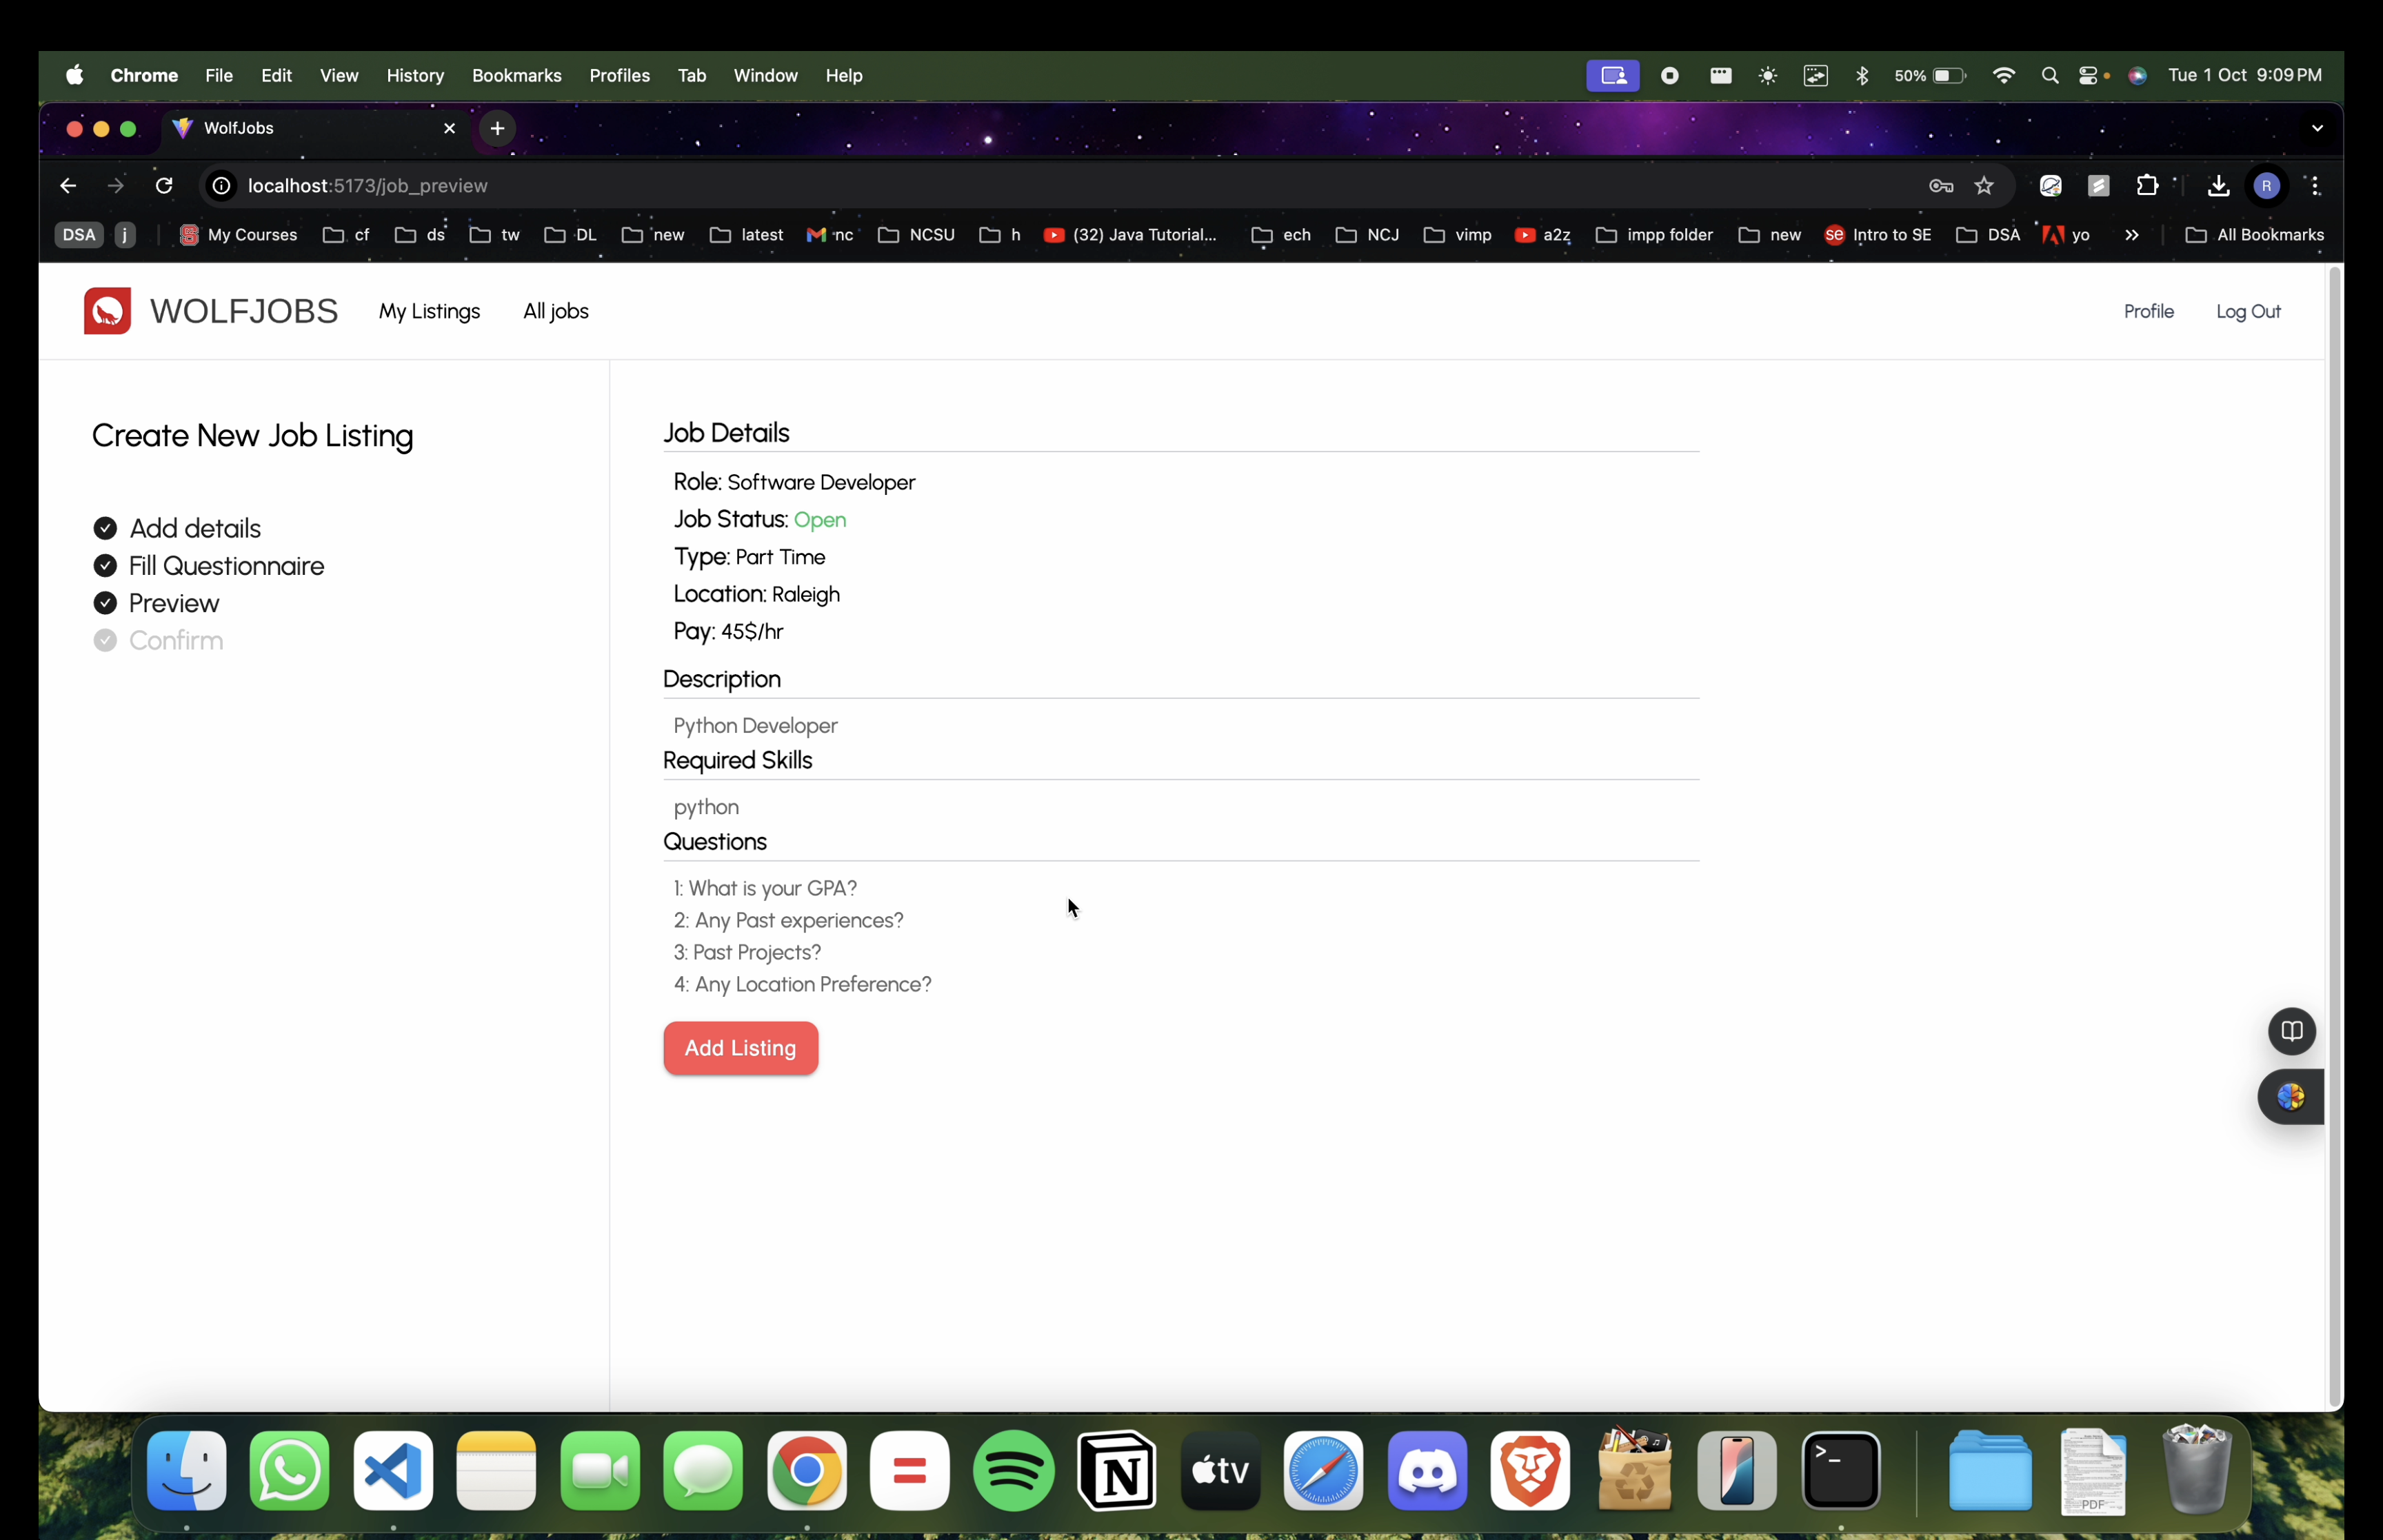 Chrome File Edit View History Bookmarks Profiles Tab Window Help 50% Tue 1 Oct 9:09 PM
WolfJobs
localhost:5173/job_preview R
DSA j My Courses cf ds tw DL new latest nc NCSU h (32) Java Tutorial... ech NCJ vimp a2z impp folder new se Intro to SE DSA yo » All Bookmarks
WOLFJOBS My Listings All jobs Profile Log Out
Create New Job Listing
Add details
Fill Questionnaire
Preview
Confirm
Job Details
Role: Software Developer
Job Status: Open
Type: Part Time
Location: Raleigh
Pay: 45$/hr
Description
Python Developer
Required Skills
python
Questions
1: What is your GPA?
2: Any Past experiences?
3: Past Projects?
4: Any Location Preference?
Add Listing
N tv >_ PDF